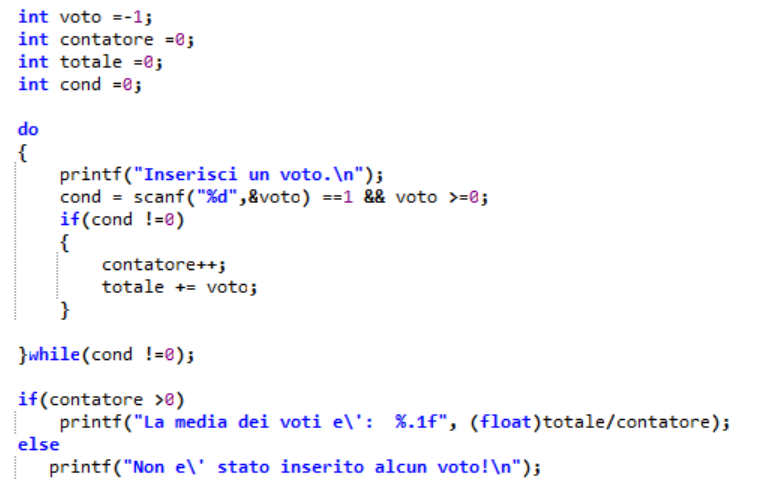 int voto =-1;
int contatore =0;
int totale =0;
int cond =0;
do
{
printf("Inserisci un voto.\n");
cond = scanf("%d",&voto) ==1 && voto >=0;
if(cond !=0)
{
contatore++;
totale += voto;
}
}while(cond !=0);
if(contatore >0)
printf("La media dei voti e\':  %.1f", (float)totale/contatore);
else
printf("Non e\' stato inserito alcun voto!\n");